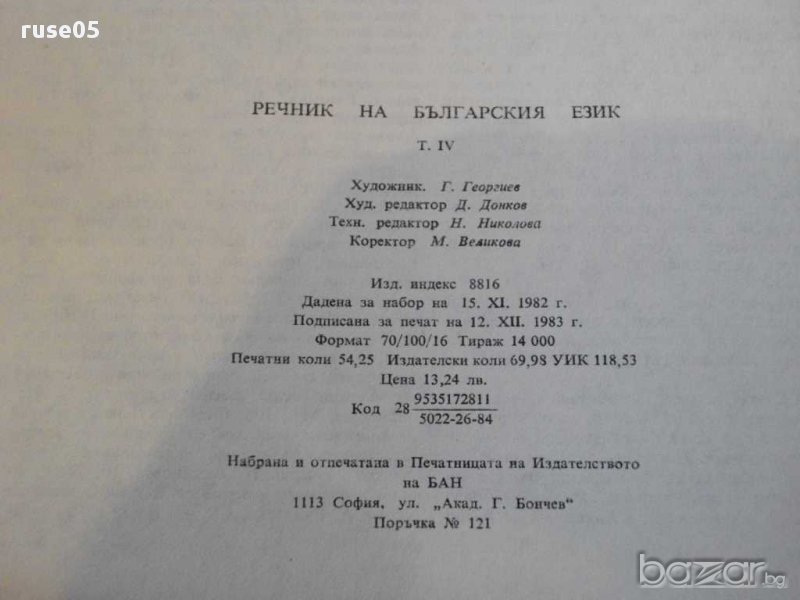 ruse05
РЕЧНИК НА БЪЛГАРСКИЯ ЕЗИК
Т. IV
Художник. Г. Георгиев
Худ. редактор Д. Донков
Техн. редактор Н. Николова
Коректор М. Великова
Изд. индекс 8816
Дадена за набор на 15. XI. 1982 г.
Подписана за печат на 12. XII. 1983 г.
Формат 70/100/16 Тираж 14 000
Печатни коли 54,25 Издателски коли 69,98 УИК 118,53
Цена 13,24 лв.
Код 28 9535172811
5022-26-84
Набрана и отпечатана в Печатницата на Издателството
на БАН
1113 София, ул. „Акад. Г. Бончев“
Поръчка № 121
bazar.bg